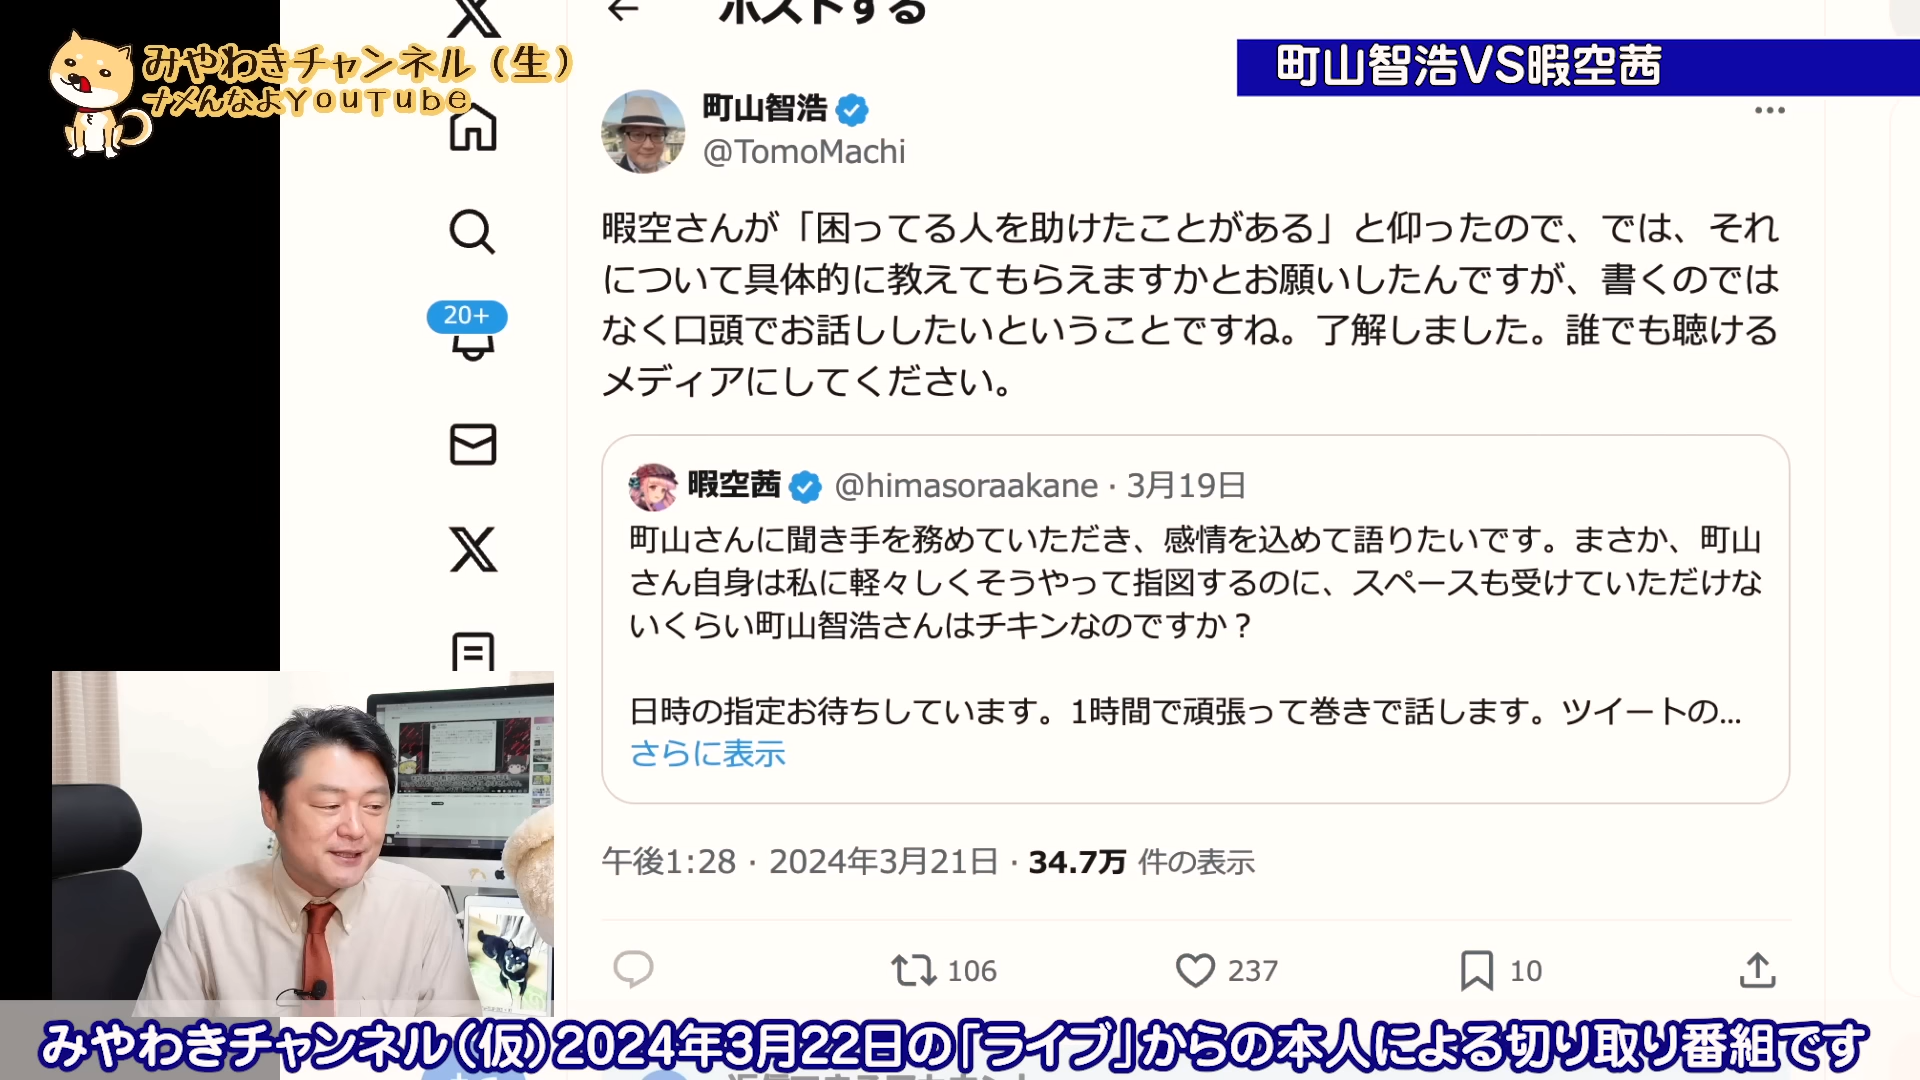 ポストする
みやわきチャンネル（生）
ナメんなよYouTube
町山智浩VS暇空茜
町山智浩
@TomoMachi
暇空さんが「困ってる人を助けたことがある」と仰ったので、では、それ
について具体的に教えてもらえますかとお願いしたんですが、書くのでは
なく口頭でお話ししたいということですね。了解しました。誰でも聴ける
メディアにしてください。
20+
暇空茜 @himasoraakane · 3月19日
町山さんに聞き手を務めていただき、感情を込めて語りたいです。まさか、町山
さん自身は私に軽々しくそうやって指図するのに、スペースも受けていただけな
いくらい町山智浩さんはチキンなのですか？
日時の指定お待ちしています。1時間で頑張って巻きで話します。ツイートの...
さらに表示
午後1:28 · 2024年3月21日 · 34.7万 件の表示
106
237
10
みやわきチャンネル（仮）2024年3月22日の「ライブ」からの本人による切り取り番組です